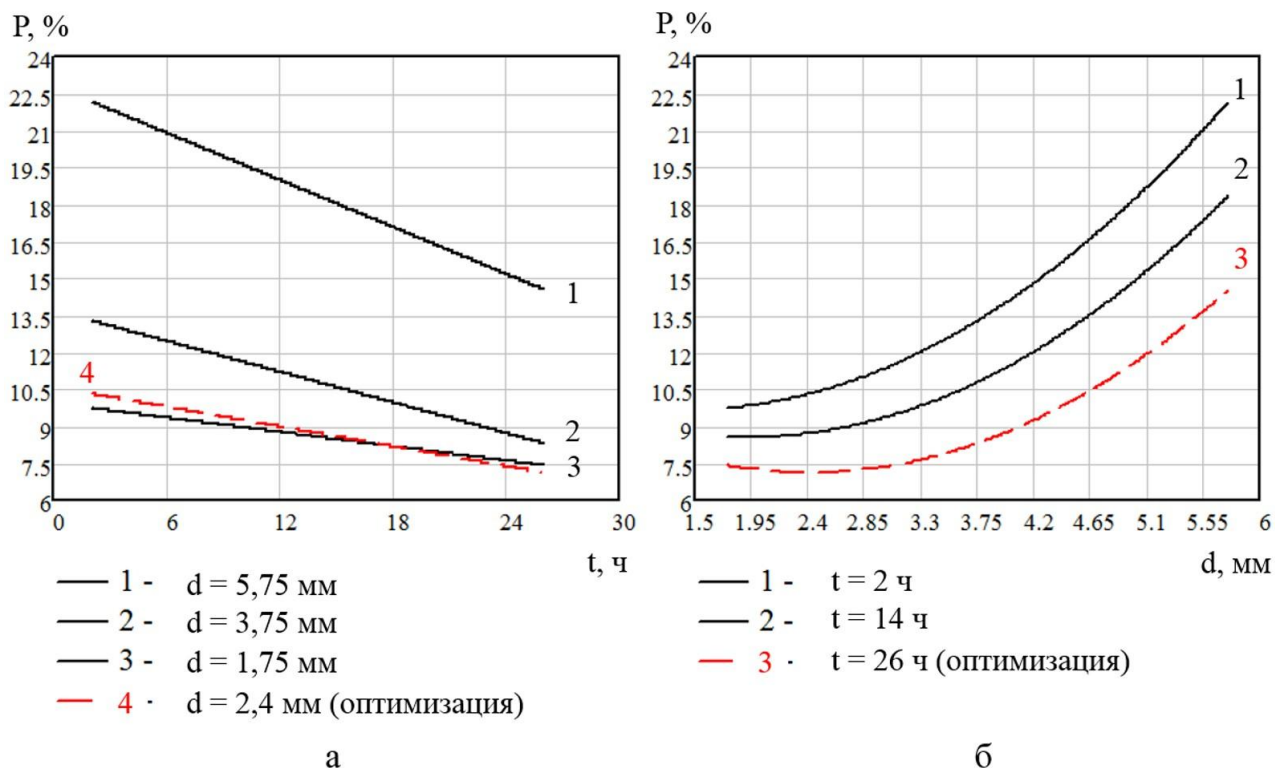 P, %
24
22.5
21
19.5
18
16.5
15
13.5
12
10.5
9
7.5
6
0 6 12 18 24 30
t, ч
1
2
3
4
1 - d = 5,75 мм
2 - d = 3,75 мм
3 - d = 1,75 мм
4 - d = 2,4 мм (оптимизация)
а
P, %
24
22.5
21
19.5
18
16.5
15
13.5
12
10.5
9
7.5
6
1.5 1.95 2.4 2.85 3.3 3.75 4.2 4.65 5.1 5.55 6
d, мм
1
2
3
1 - t = 2 ч
2 - t = 14 ч
3 · t = 26 ч (оптимизация)
б